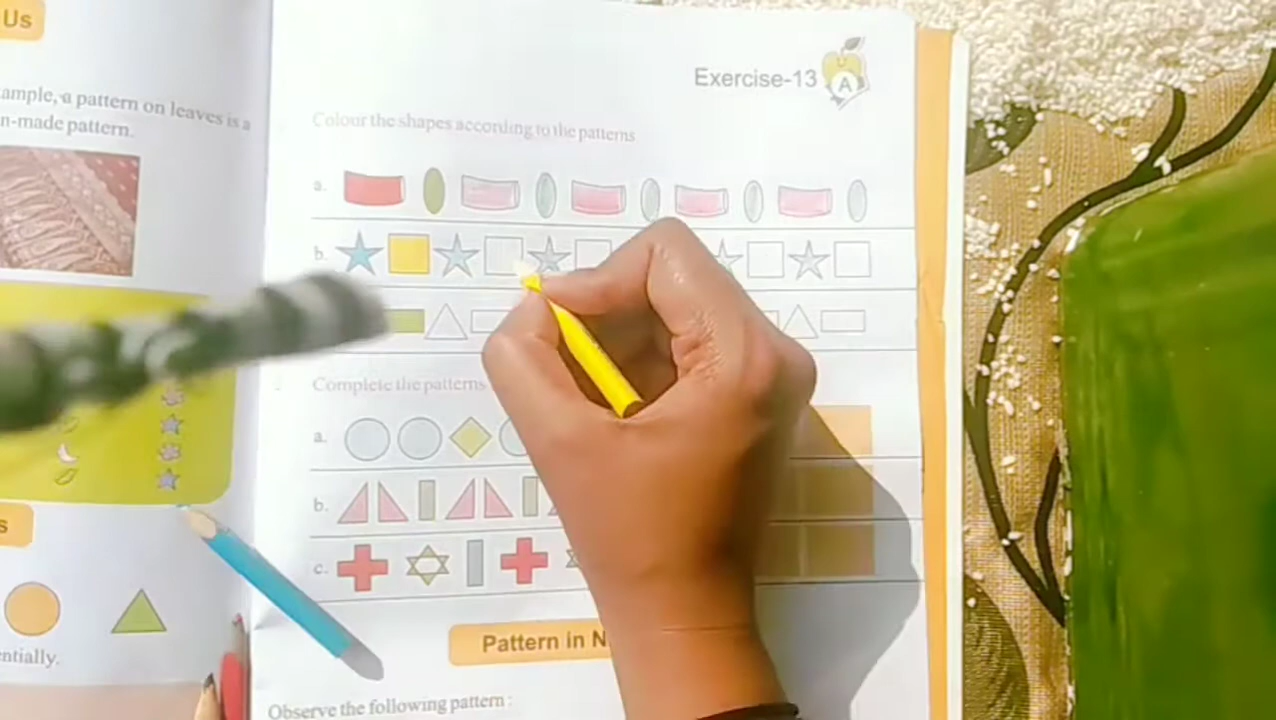 Us
ample, a pattern on leaves is a
n-made pattern.
s
ntially.
Exercise-13
A
Colour the shapes according to the patterns
a.
b.
Complete the patterns
a.
b.
c.
Pattern in N
Observe the following pattern :